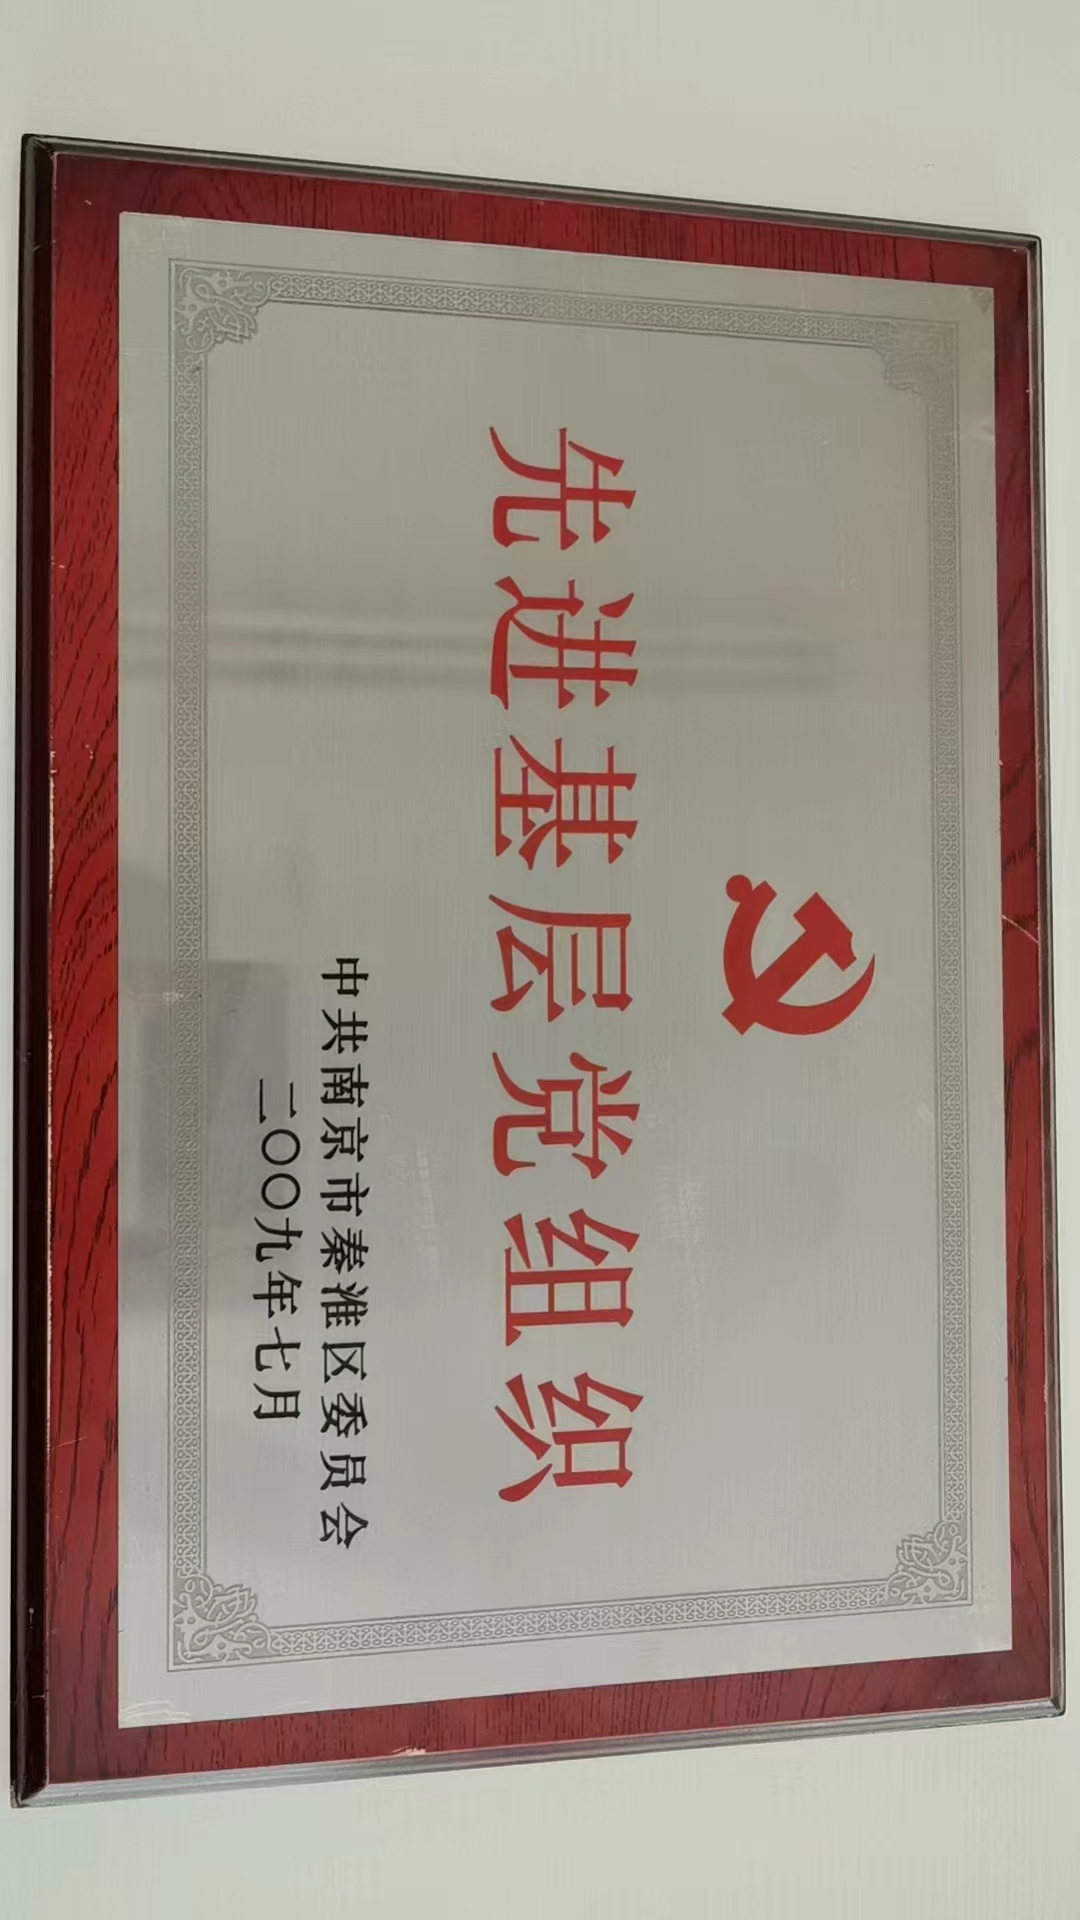 先进基层党组织
中共南京市秦淮区委员会
二〇〇九年七月